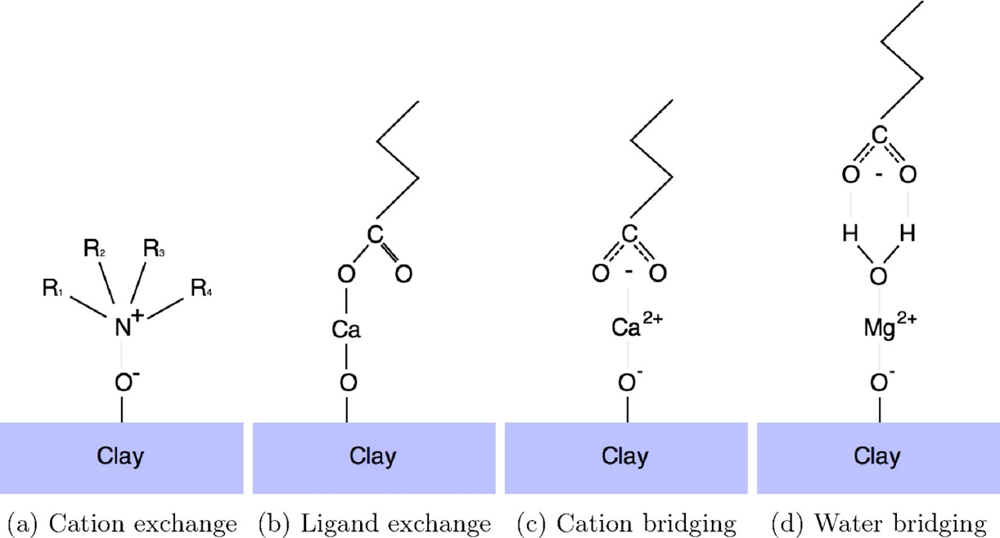 R₂ R₃
R₁ R₄
N⁺
O⁻
Clay
(a) Cation exchange
C
O O
Ca
O
Clay
(b) Ligand exchange
C
O - O
Ca²⁺
O⁻
Clay
(c) Cation bridging
C
O - O
H H
O
Mg²⁺
O⁻
Clay
(d) Water bridging